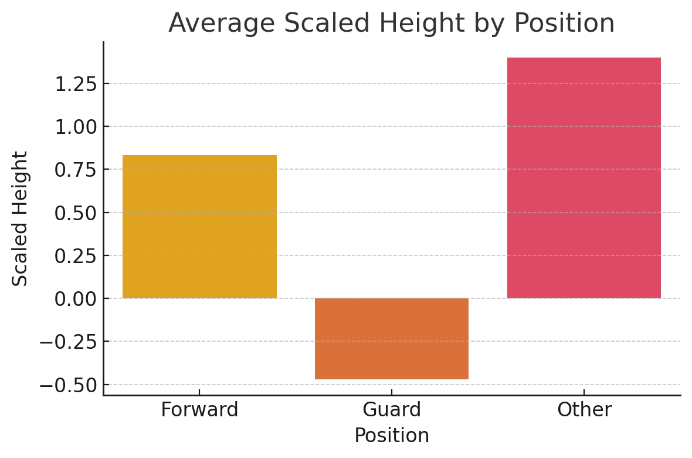 Average Scaled Height by Position
Scaled Height
1.25
1.00
0.75
0.50
0.25
0.00
−0.25
−0.50
Forward
Guard
Other
Position